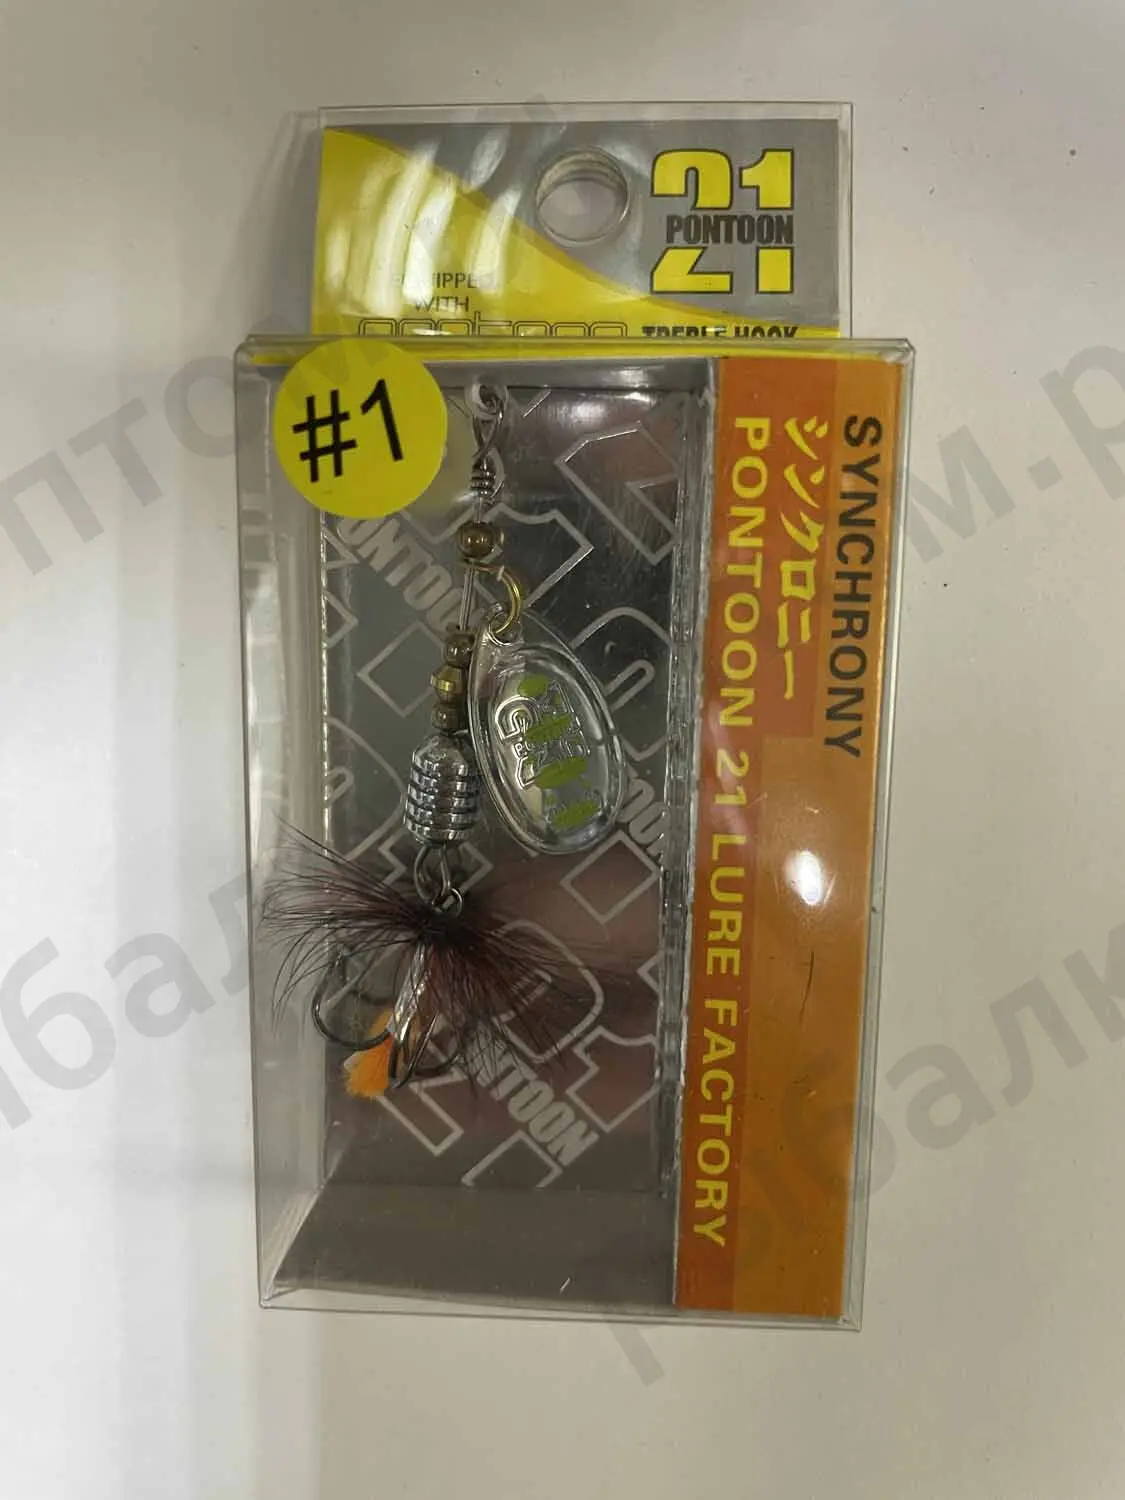 21
PONTOON
EQUIPPED
WITH
TREBLE HOOK
#1
SYNCHRONY
シンクロニー
PONTOON 21 LURE FACTORY
PONTOON
PONTOON